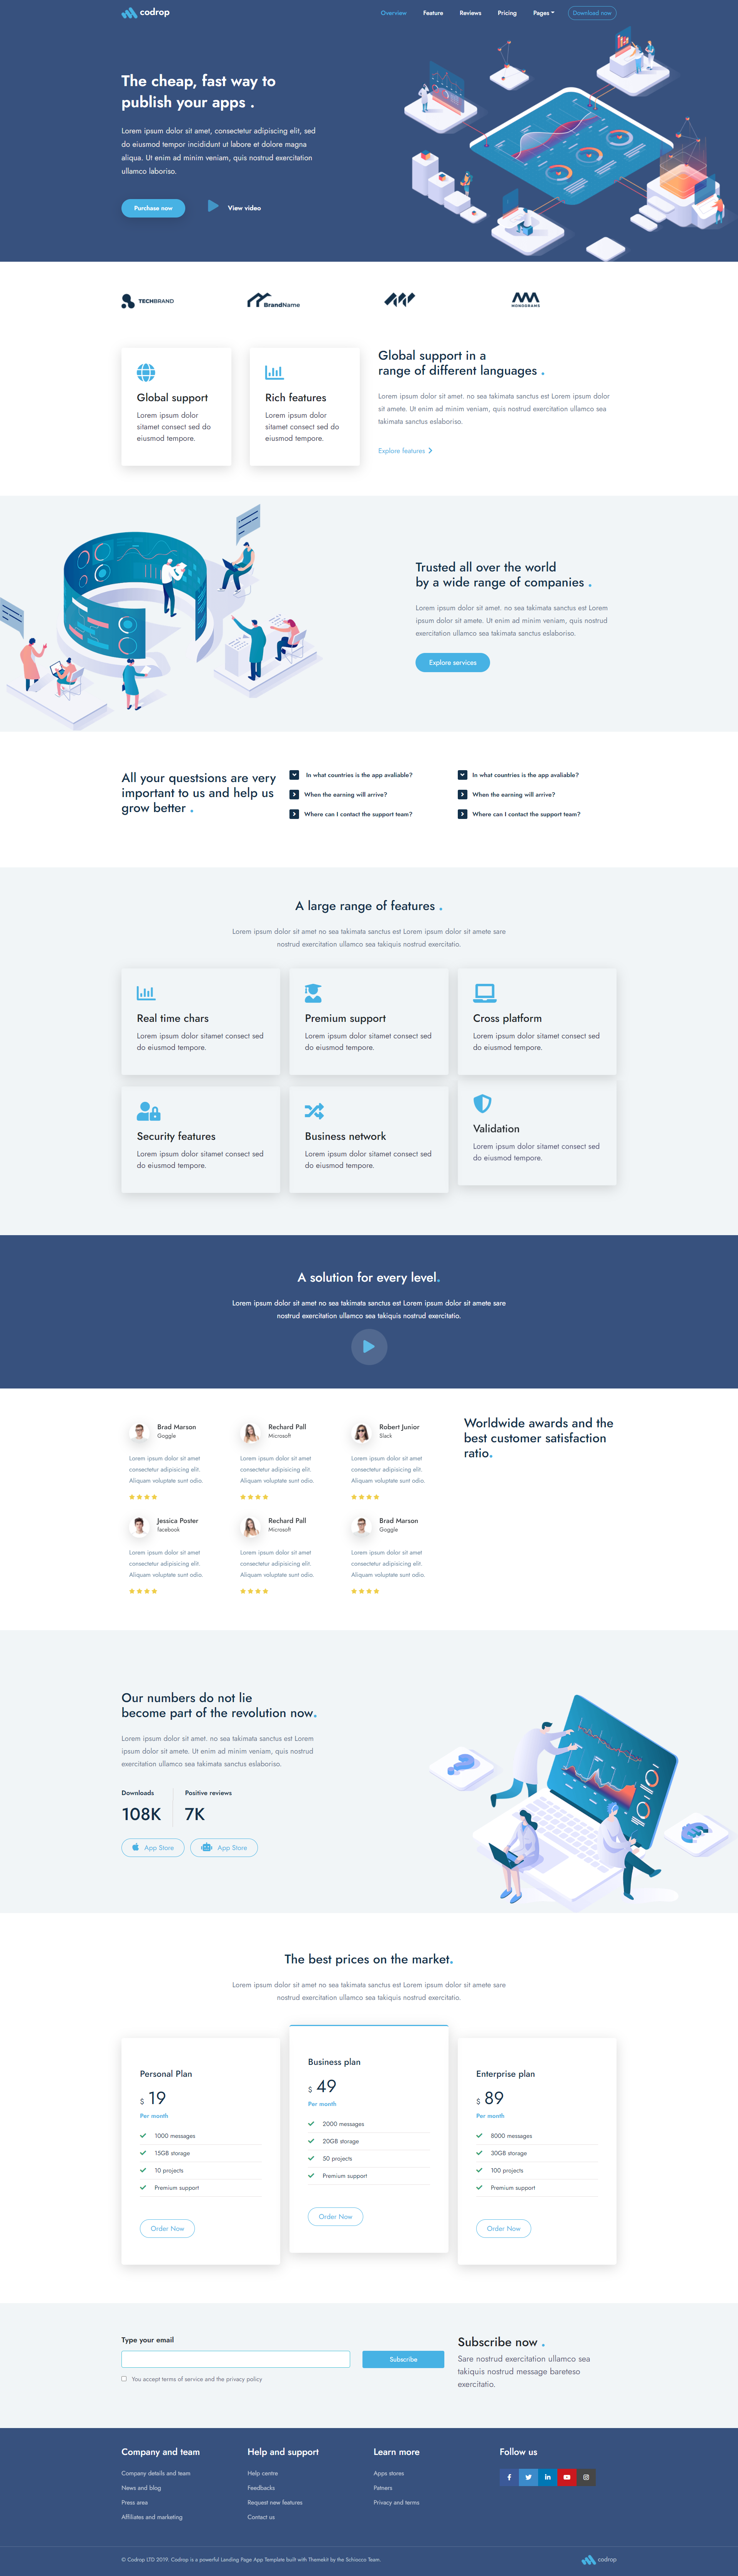 codrop
Overview Feature Reviews Pricing Pages Download now
The cheap, fast way to
publish your apps .
Lorem ipsum dolor sit amet, consectetur adipiscing elit, sed
do eiusmod tempor incididunt ut labore et dolore magna
aliqua. Ut enim ad minim veniam, quis nostrud exercitation
ullamco laboriso.
Purchase now
View video
TECHBRAND
BrandName
MONOGRAMS
Global support
Lorem ipsum dolor
sitamet consect sed do
eiusmod tempore.
Rich features
Lorem ipsum dolor
sitamet consect sed do
eiusmod tempore.
Global support in a
range of different languages .
Lorem ipsum dolor sit amet. no sea takimata sanctus est Lorem ipsum dolor
sit amete. Ut enim ad minim veniam, quis nostrud exercitation ullamco sea
takimata sanctus eslaboriso.
Explore features
Trusted all over the world
by a wide range of companies .
Lorem ipsum dolor sit amet. no sea takimata sanctus est Lorem
ipsum dolor sit amete. Ut enim ad minim veniam, quis nostrud
exercitation ullamco sea takimata sanctus eslaboriso.
Explore services
All your questsions are very
important to us and help us
grow better .
In what countries is the app avaliable?
When the earning will arrive?
Where can I contact the support team?
In what countries is the app avaliable?
When the earning will arrive?
Where can I contact the support team?
A large range of features .
Lorem ipsum dolor sit amet no sea takimata sanctus est Lorem ipsum dolor sit amete sare
nostrud exercitation ullamco sea takiquis nostrud exercitatio.
Real time chars
Lorem ipsum dolor sitamet consect sed
do eiusmod tempore.
Premium support
Lorem ipsum dolor sitamet consect sed
do eiusmod tempore.
Cross platform
Lorem ipsum dolor sitamet consect sed
do eiusmod tempore.
Security features
Lorem ipsum dolor sitamet consect sed
do eiusmod tempore.
Business network
Lorem ipsum dolor sitamet consect sed
do eiusmod tempore.
Validation
Lorem ipsum dolor sitamet consect sed
do eiusmod tempore.
A solution for every level.
Lorem ipsum dolor sit amet no sea takimata sanctus est Lorem ipsum dolor sit amete sare
nostrud exercitation ullamco sea takiquis nostrud exercitatio.
Brad Marson
Goggle
Lorem ipsum dolor sit amet
consectetur adipisicing elit.
Aliquam voluptate sunt odio.
Rechard Pall
Microsoft
Lorem ipsum dolor sit amet
consectetur adipisicing elit.
Aliquam voluptate sunt odio.
Robert Junior
Slack
Lorem ipsum dolor sit amet
consectetur adipisicing elit.
Aliquam voluptate sunt odio.
Jessica Poster
facebook
Lorem ipsum dolor sit amet
consectetur adipisicing elit.
Aliquam voluptate sunt odio.
Rechard Pall
Microsoft
Lorem ipsum dolor sit amet
consectetur adipisicing elit.
Aliquam voluptate sunt odio.
Brad Marson
Goggle
Lorem ipsum dolor sit amet
consectetur adipisicing elit.
Aliquam voluptate sunt odio.
Worldwide awards and the
best customer satisfaction
ratio.
Our numbers do not lie
become part of the revolution now.
Lorem ipsum dolor sit amet. no sea takimata sanctus est Lorem
ipsum dolor sit amete. Ut enim ad minim veniam, quis nostrud
exercitation ullamco sea takimata sanctus eslaboriso.
Downloads
108K
Positive reviews
7K
App Store
App Store
The best prices on the market.
Lorem ipsum dolor sit amet no sea takimata sanctus est Lorem ipsum dolor sit amete sare
nostrud exercitation ullamco sea takiquis nostrud exercitatio.
Personal Plan
$ 19
Per month
1000 messages
15GB storage
10 projects
Premium support
Order Now
Business plan
$ 49
Per month
2000 messages
20GB storage
50 projects
Premium support
Order Now
Enterprise plan
$ 89
Per month
8000 messages
30GB storage
100 projects
Premium support
Order Now
Type your email
Subscribe
You accept terms of service and the privacy policy
Subscribe now .
Sare nostrud exercitation ullamco sea
takiquis nostrud message bareteso
exercitatio.
Company and team
Company details and team
News and blog
Press area
Affiliates and marketing
Help and support
Help centre
Feedbacks
Request new features
Contact us
Learn more
Apps stores
Patners
Privacy and terms
Follow us
© Codrop LTD 2019. Codrop is a powerful Landing Page App Template built with Themekit by the Schiocco Team.
codrop